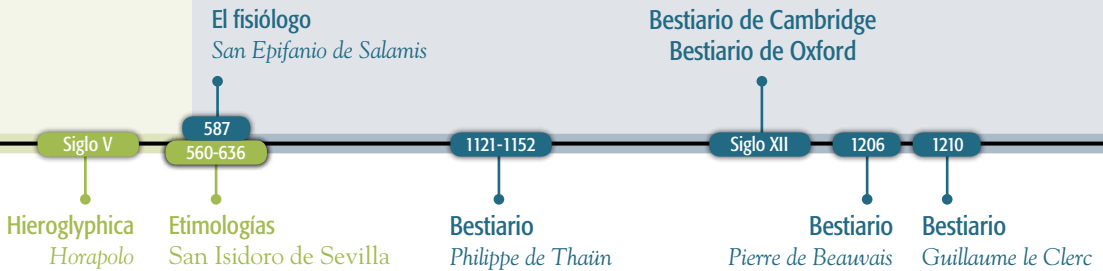 El fisiólogo
San Epifanio de Salamis
Bestiario de Cambridge
Bestiario de Oxford
Siglo V
587
560-636
1121-1152
Siglo XII
1206
1210
Hieroglyphica
Horapolo
Etimologías
San Isidoro de Sevilla
Bestiario
Philippe de Thaün
Bestiario
Pierre de Beauvais
Bestiario
Guillaume le Clerc